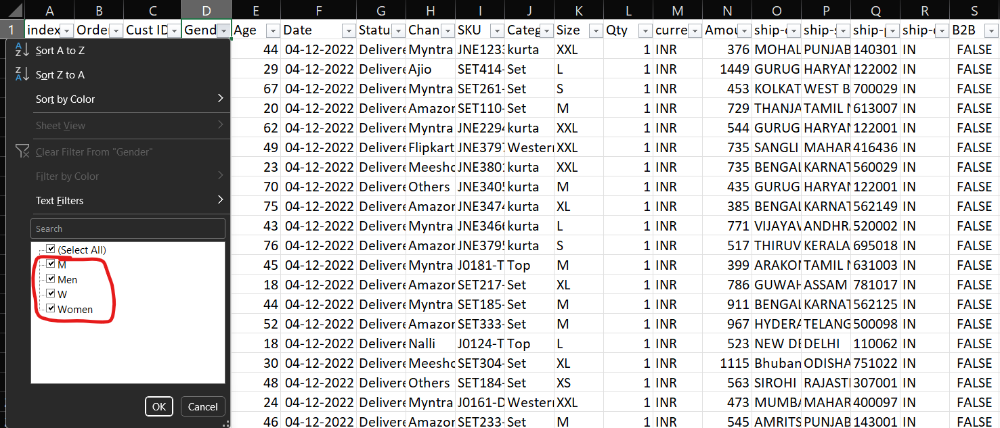 A B C D E F G H I J K L M N O P Q R S
1 index Orde Cust ID Gend Age Date Statu Chan SKU Categ Size Qty curre Amou ship- ship-s ship-p ship-c B2B
Sort A to Z
Sort Z to A
Sort by Color
Sheet View
Clear Filter From "Gender"
Filter by Color
Text Filters
Search
(Select All)
M
Men
W
Women
OK Cancel
44 04-12-2022 Delivere Myntra JNE1233 kurta XXL 1 INR 376 MOHAL PUNJAB 140301 IN FALSE
29 04-12-2022 Delivere Ajio SET414- Set L 1 INR 1449 GURUG HARYAN 122002 IN FALSE
67 04-12-2022 Delivere Myntra SET261- Set S 1 INR 453 KOLKAT WEST B 700029 IN FALSE
20 04-12-2022 Delivere Amazon SET110- Set M 1 INR 729 THANJA TAMIL N 613007 IN FALSE
62 04-12-2022 Delivere Myntra JNE2294 kurta XXL 1 INR 544 GURUG HARYAN 122001 IN FALSE
49 04-12-2022 Delivere Flipkart JNE3797 Western XXL 1 INR 735 SANGLI MAHAR 416436 IN FALSE
23 04-12-2022 Delivere Meesho JNE3801 kurta XXL 1 INR 735 BENGAL KARNAT 560029 IN FALSE
70 04-12-2022 Delivere Others JNE3405 kurta M 1 INR 435 GURUG HARYAN 122001 IN FALSE
75 04-12-2022 Delivere Amazon JNE3474 kurta XL 1 INR 385 BENGAL KARNAT 562149 IN FALSE
43 04-12-2022 Delivere Myntra JNE3466 kurta L 1 INR 771 VIJAYAW ANDHRA 520002 IN FALSE
76 04-12-2022 Delivere Amazon JNE3795 kurta S 1 INR 517 THIRUV KERALA 695018 IN FALSE
45 04-12-2022 Delivere Myntra J0181-T Top M 1 INR 399 ARAKON TAMIL N 631003 IN FALSE
18 04-12-2022 Delivere Amazon SET217- Set XL 1 INR 786 GUWAH ASSAM 781017 IN FALSE
44 04-12-2022 Delivere Myntra SET185- Set M 1 INR 911 BENGAL KARNAT 562125 IN FALSE
52 04-12-2022 Delivere Amazon SET333- Set M 1 INR 967 HYDERA TELANG 500098 IN FALSE
18 04-12-2022 Delivere Nalli J0124-T Top L 1 INR 523 NEW DE DELHI 110062 IN FALSE
30 04-12-2022 Delivere Meesho SET304- Set XL 1 INR 1115 Bhuban ODISHA 751022 IN FALSE
48 04-12-2022 Delivere Others SET184- Set XS 1 INR 563 SIROHI RAJASTH 307001 IN FALSE
24 04-12-2022 Delivere Myntra J0161-D Western XXL 1 INR 473 MUMBA MAHAR 400097 IN FALSE
46 04-12-2022 Delivere Amazon SET233- Set M 1 INR 545 AMRITS PUNJAB 143001 IN FALSE